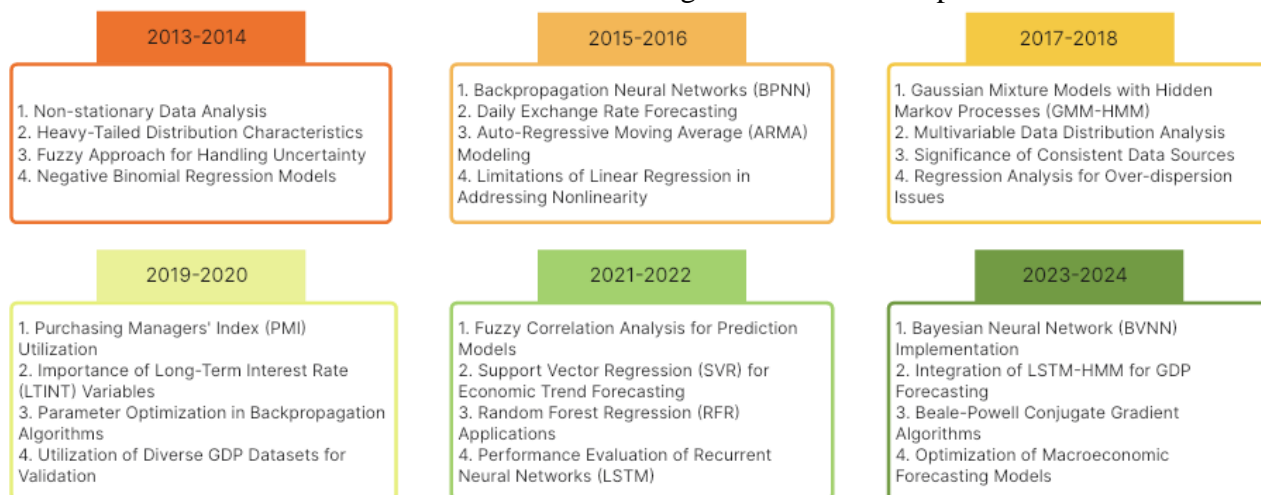 2013-2014
1. Non-stationary Data Analysis
2. Heavy-Tailed Distribution Characteristics
3. Fuzzy Approach for Handling Uncertainty
4. Negative Binomial Regression Models
2015-2016
1. Backpropagation Neural Networks (BPNN)
2. Daily Exchange Rate Forecasting
3. Auto-Regressive Moving Average (ARMA)
Modeling
4. Limitations of Linear Regression in
Addressing Nonlinearity
2017-2018
1. Gaussian Mixture Models with Hidden
Markov Processes (GMM-HMM)
2. Multivariable Data Distribution Analysis
3. Significance of Consistent Data Sources
4. Regression Analysis for Over-dispersion
Issues
2019-2020
1. Purchasing Managers' Index (PMI)
Utilization
2. Importance of Long-Term Interest Rate
(LTINT) Variables
3. Parameter Optimization in Backpropagation
Algorithms
4. Utilization of Diverse GDP Datasets for
Validation
2021-2022
1. Fuzzy Correlation Analysis for Prediction
Models
2. Support Vector Regression (SVR) for
Economic Trend Forecasting
3. Random Forest Regression (RFR)
Applications
4. Performance Evaluation of Recurrent
Neural Networks (LSTM)
2023-2024
1. Bayesian Neural Network (BVNN)
Implementation
2. Integration of LSTM-HMM for GDP
Forecasting
3. Beale-Powell Conjugate Gradient
Algorithms
4. Optimization of Macroeconomic
Forecasting Models